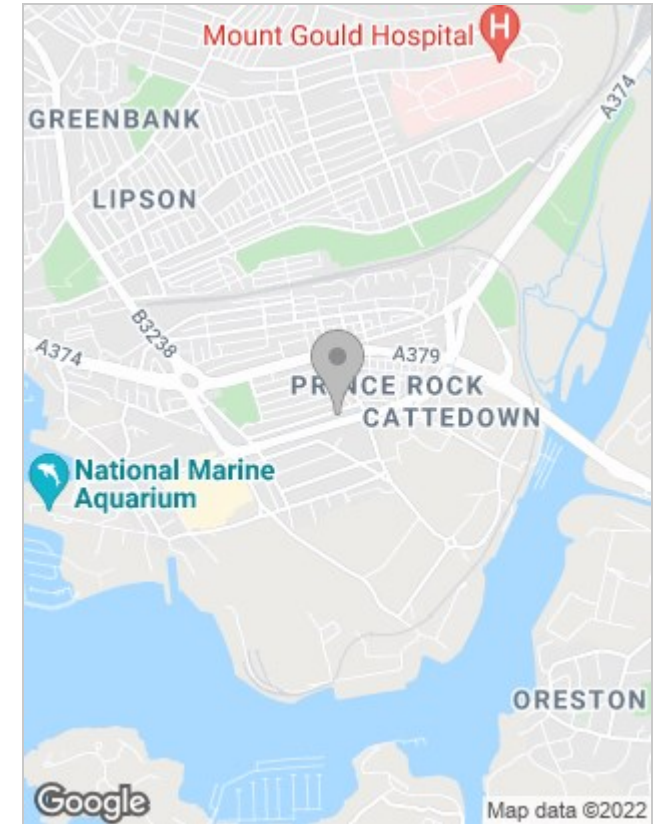 Mount Gould Hospital
H
A374
GREENBANK
LIPSON
B3238
A374
A379
PRINCE ROCK
CATTEDOWN
National Marine
Aquarium
ORESTON
Google
Map data ©2022